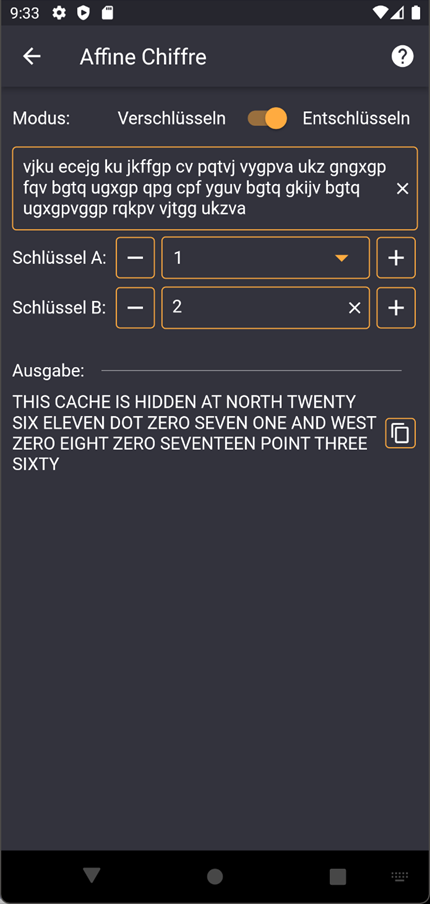 9:33
Affine Chiffre
Modus: Verschlüsseln Entschlüsseln
vjku ecejg ku jkffgp cv pqtvj vygpva ukz gngxgp
fqv bgtq ugxgp qpg cpf yguv bgtq gkijv bgtq
ugxgpvggp rqkpv vjtgg ukzva
Schlüssel A: 1
Schlüssel B: 2
Ausgabe:
THIS CACHE IS HIDDEN AT NORTH TWENTY
SIX ELEVEN DOT ZERO SEVEN ONE AND WEST
ZERO EIGHT ZERO SEVENTEEN POINT THREE
SIXTY